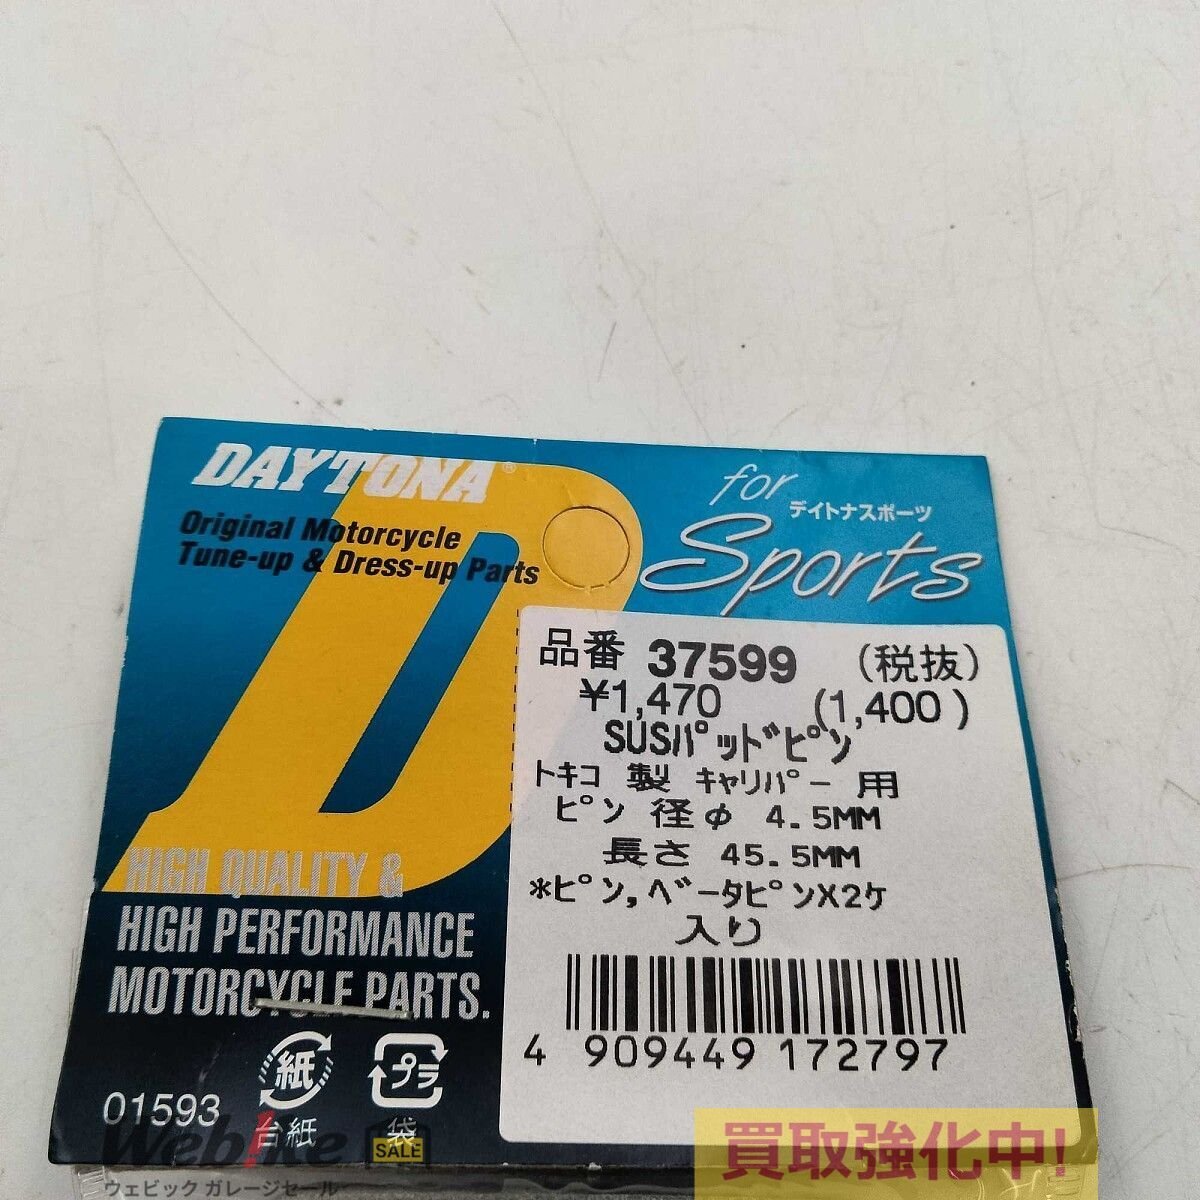 DAYTONA®
Original Motorcycle
Tune-up & Dress-up Parts
for
デイトナスポーツ
Sports
品番 37599 (税抜)
¥1,470 (1,400)
SUSﾊﾟｯﾄﾞﾋﾟﾝ
ﾄｷｺ 製 ｷｬﾘﾊﾟｰ 用
ﾋﾟﾝ 径φ 4.5MM
長さ 45.5MM
*ﾋﾟﾝ,ﾍﾞｰﾀﾋﾟﾝX2ｹ
入り
4 909449 172797
HIGH QUALITY &
HIGH PERFORMANCE
MOTORCYCLE PARTS.
01593
紙
台紙
プラ
袋
Webike
SALE
ウェビック ガレージセール
買取強化中!